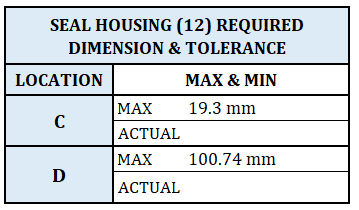 SEAL HOUSING (12) REQUIRED
DIMENSION & TOLERANCE
LOCATION MAX & MIN
C
MAX 19.3 mm
ACTUAL
D
MAX 100.74 mm
ACTUAL